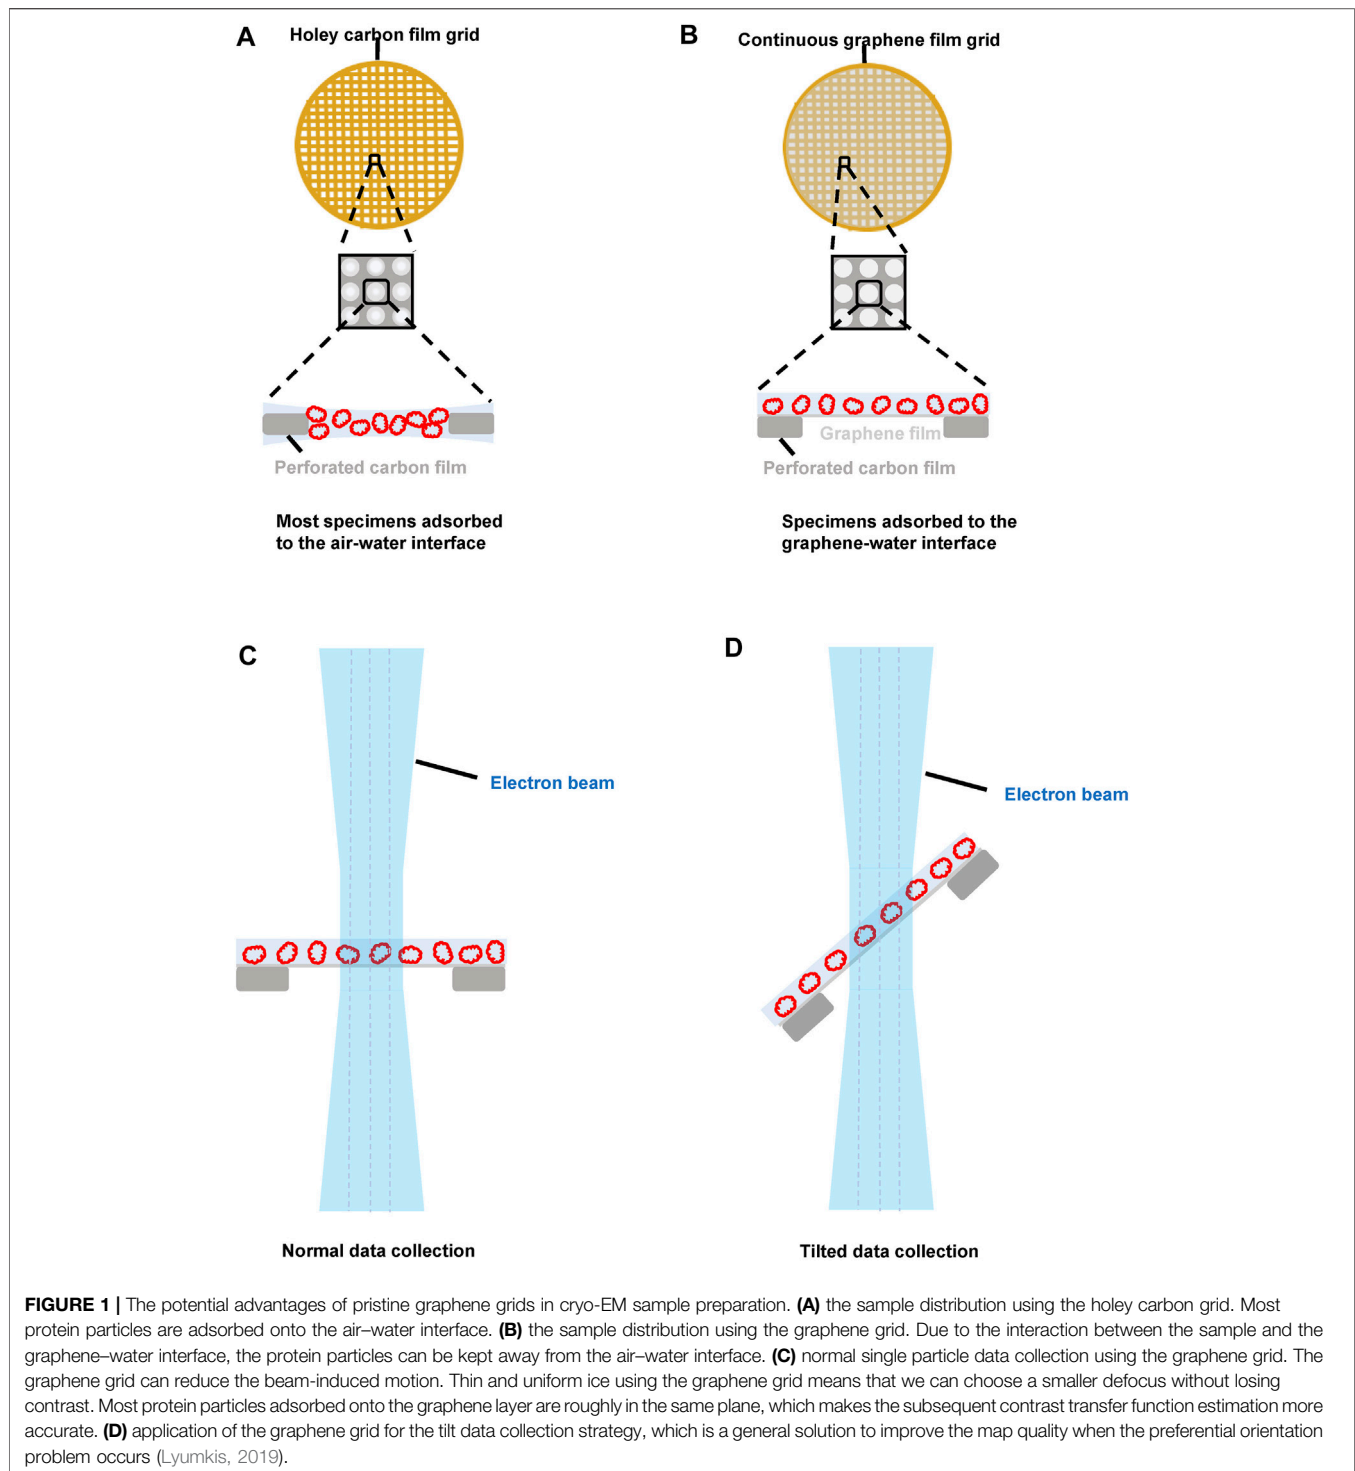 A
Holey carbon film grid
B
Continuous graphene film grid
Perforated carbon film
Graphene film
Perforated carbon film
Most specimens adsorbed
to the air-water interface
Specimens adsorbed to the
graphene-water interface
C
D
Electron beam
Electron beam
Normal data collection
Tilted data collection
FIGURE 1 | The potential advantages of pristine graphene grids in cryo-EM sample preparation. (A) the sample distribution using the holey carbon grid. Most
protein particles are adsorbed onto the air–water interface. (B) the sample distribution using the graphene grid. Due to the interaction between the sample and the
graphene–water interface, the protein particles can be kept away from the air–water interface. (C) normal single particle data collection using the graphene grid. The
graphene grid can reduce the beam-induced motion. Thin and uniform ice using the graphene grid means that we can choose a smaller defocus without losing
contrast. Most protein particles adsorbed onto the graphene layer are roughly in the same plane, which makes the subsequent contrast transfer function estimation more
accurate. (D) application of the graphene grid for the tilt data collection strategy, which is a general solution to improve the map quality when the preferential orientation
problem occurs (Lyumkis, 2019).